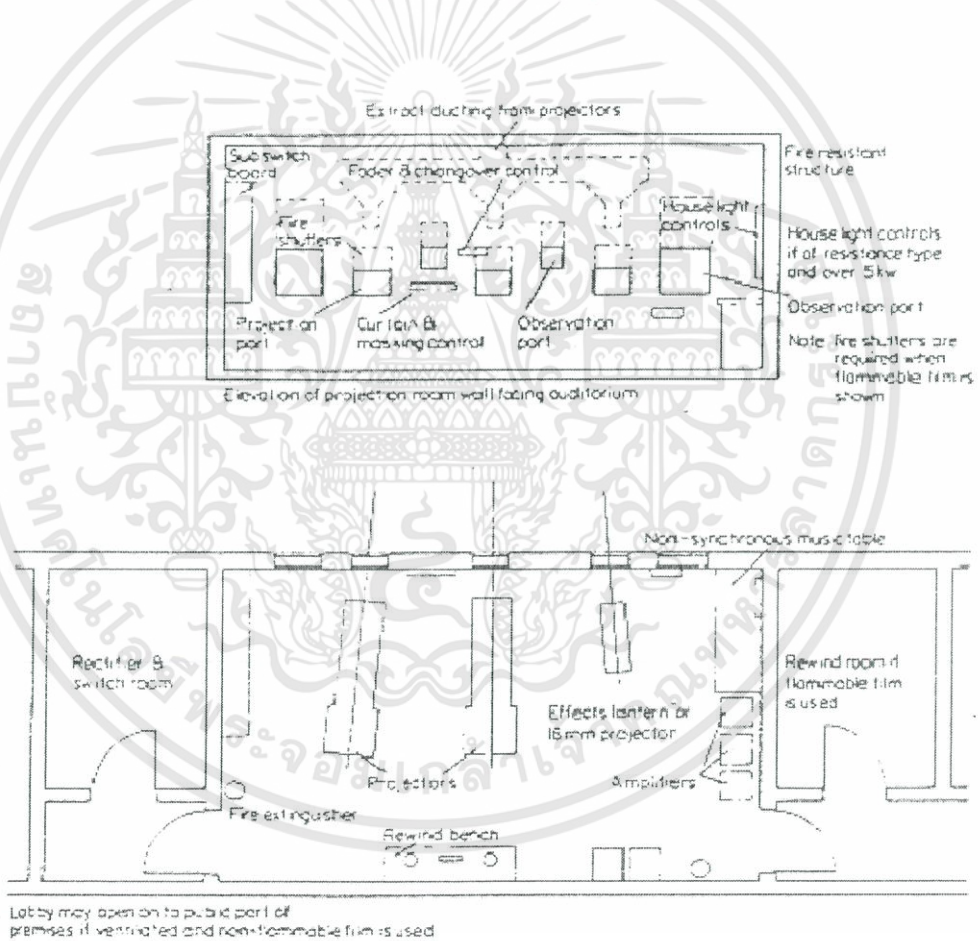 Extract ducting from projectors
Sub switch
board
Fader & changover control
Fire resistant
structure
Fire
shutters
House light
controls
House light controls
if of resistance type
and over 5kw
Observation port
Projection
port
Curtain &
masking control
Observation
port
Note fire shutters are
required when
flammable film is
shown
Elevation of projection room wall facing auditorium
Non-synchronous music table
Rectifier &
switch room
Rewind room if
flammable film
is used
Effects lantern or
16mm projector
Projections
Amplifiers
Fire extinguisher
Rewind bench
Lobby may open on to public part of
premises if ventilated and non-flammable film is used